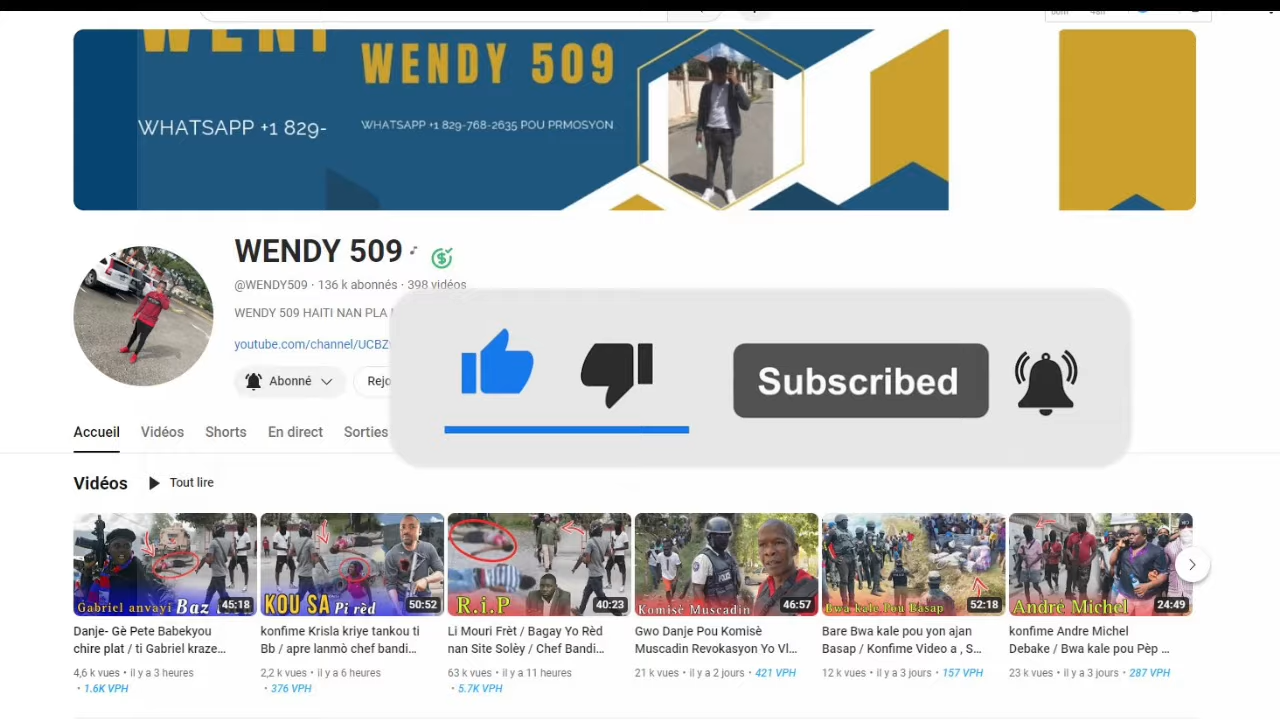 WENDY 509
WHATSAPP +1 829-
WHATSAPP +1 829-768-2635 POU PRMOSYON
WENDY 509
@WENDY509 · 136 k abonnés · 398 vidéos
WENDY 509 HAITI NAN PLA
youtube.com/channel/UCBZ
Abonné
Rejo
Subscribed
Accueil Vidéos Shorts En direct Sorties
Vidéos Tout lire
Gabriel anvayi Baz 45:18
KOU SA Pi rèd 50:52
R.i.P 40:23
POLICE
Komisè Muscadin 46:57
Bwa kale Pou Basap 52:18
Andre Michel 24:49
Danje- Gè Pete Babekyou
chire plat / ti Gabriel kraze...
4,6 k vues • il y a 3 heures
• 1.6K VPH
konfime Krisla kriye tankou ti
Bb / apre lanmò chef bandi...
2,2 k vues • il y a 6 heures
• 376 VPH
Li Mouri Frèt / Bagay Yo Rèd
nan Site Solèy / Chef Bandi...
63 k vues • il y a 11 heures
• 5.7K VPH
Gwo Danje Pou Komisè
Muscadin Revokasyon Yo Vl...
21 k vues • il y a 2 jours • 421 VPH
Bare Bwa kale pou yon ajan
Basap / Konfime Video a , S...
12 k vues • il y a 3 jours • 157 VPH
konfime Andre Michel
Debake / Bwa kale pou Pèp ...
23 k vues • il y a 3 jours • 287 VPH